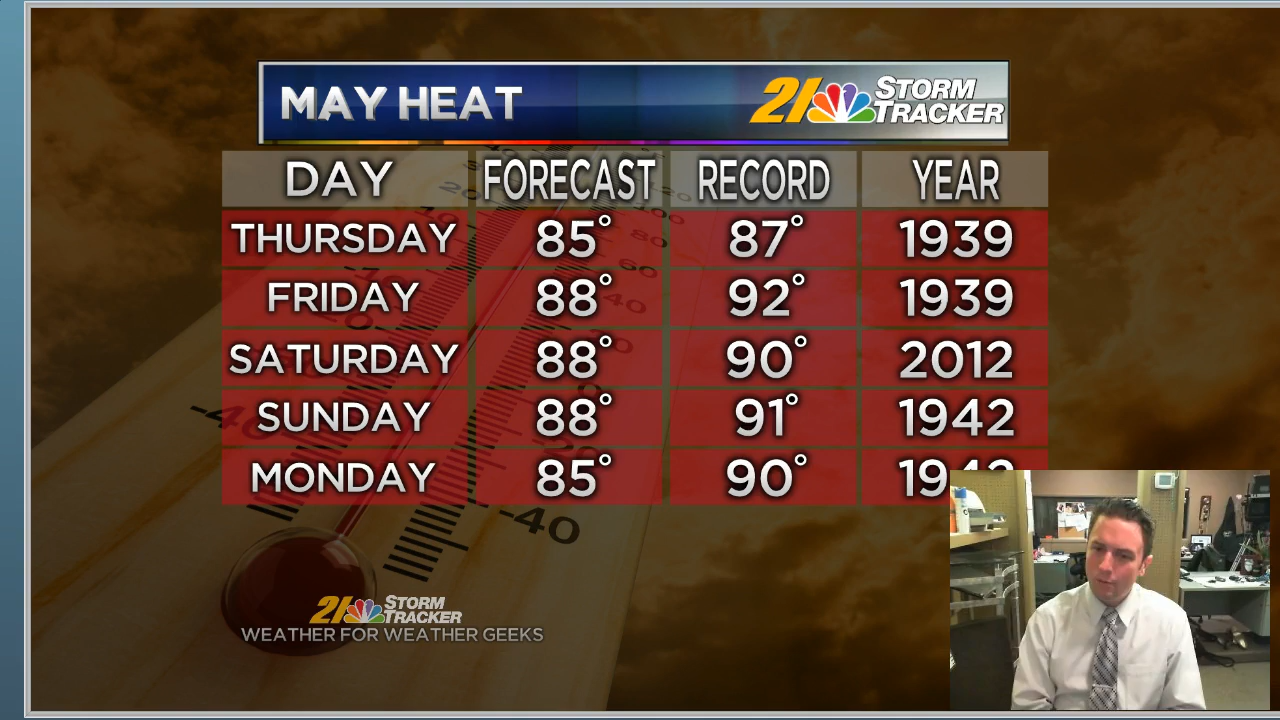 MAY HEAT
21 STORM TRACKER
DAY FORECAST RECORD YEAR
THURSDAY 85° 87° 1939
FRIDAY 88° 92° 1939
SATURDAY 88° 90° 2012
SUNDAY 88° 91° 1942
MONDAY 85° 90°
-40
21 STORM TRACKER
WEATHER FOR WEATHER GEEKS